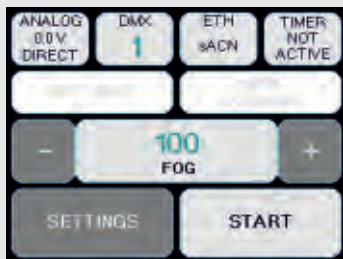 ANALOG
0.0 V
DIRECT
DMX
1
ETH
sACN
TIMER
NOT
ACTIVE
-
100
FOG
+
SETTINGS
START